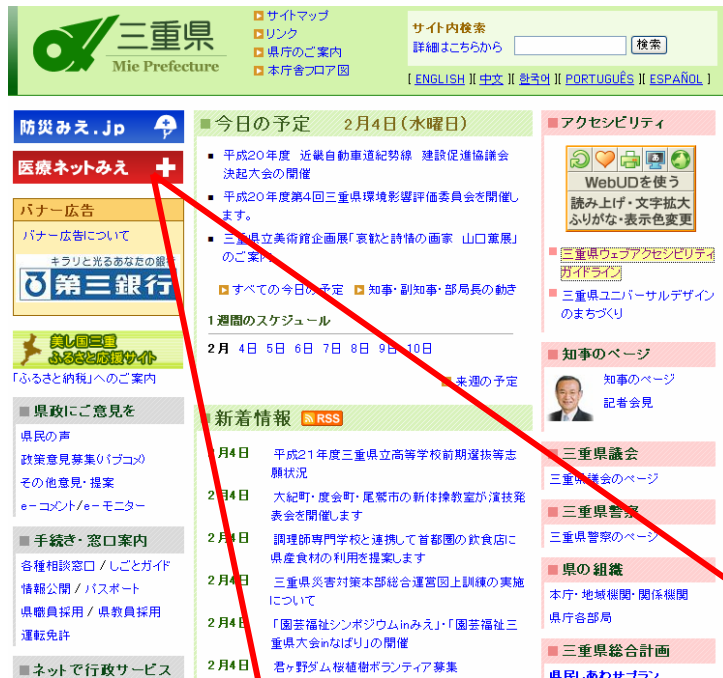 三重県
Mie Prefecture
サイトマップ
リンク
県庁のご案内
本庁舎フロア図
サイト内検索
詳細はこちらから
検索
[ ENGLISH ][ 中文 ][ 한국어 ][ PORTUGUÊS ][ ESPAÑOL ]
防災みえ.jp
医療ネットみえ
バナー広告
バナー広告について
キラリと光るあなたの銀行
第三銀行
美し国三重
ふるさと応援サイト
「ふるさと納税」へのご案内
県政にご意見を
県民の声
政策意見募集(パブコメ)
その他意見・提案
e-コメント/e-モニター
手続き・窓口案内
各種相談窓口 / しごとガイド
情報公開 / パスポート
県職員採用 / 県教員採用
運転免許
ネットで行政サービス
今日の予定 2月4日(水曜日)
平成20年度 近畿自動車道紀勢線 建設促進協議会
決起大会の開催
平成20年度第4回三重県環境影響評価委員会を開催し
ます。
三重県立美術館企画展「哀歓と詩情の画家 山口薫展」
のご案内
すべての今日の予定 知事・副知事・部局長の動き
1週間のスケジュール
2月 4日 5日 6日 7日 8日 9日 10日
来週の予定
新着情報 RSS
2月4日 平成21年度三重県立高等学校前期選抜等志
願状況
2月4日 大紀町・度会町・尾鷲市の新体操教室が演技発
表会を開催します
2月4日 調理師専門学校と連携して首都圏の飲食店に
県産食材の利用を提案します
2月4日 三重県災害対策本部総合運営図上訓練の実施
について
2月4日 「園芸福祉シンポジウムinみえ」・「園芸福祉三
重県大会inなばり」の開催
2月4日 君ヶ野ダム桜植樹ボランティア募集
アクセシビリティ
WebUDを使う
読み上げ・文字拡大
ふりがな・表示色変更
三重県ウェブアクセシビリティ
ガイドライン
三重県ユニバーサルデザイン
のまちづくり
知事のページ
知事のページ
記者会見
三重県議会
三重県議会のページ
三重県警察
三重県警察のページ
県の組織
本庁・地域機関・関係機関
県庁各部局
三重県総合計画
県民しあわせプラン